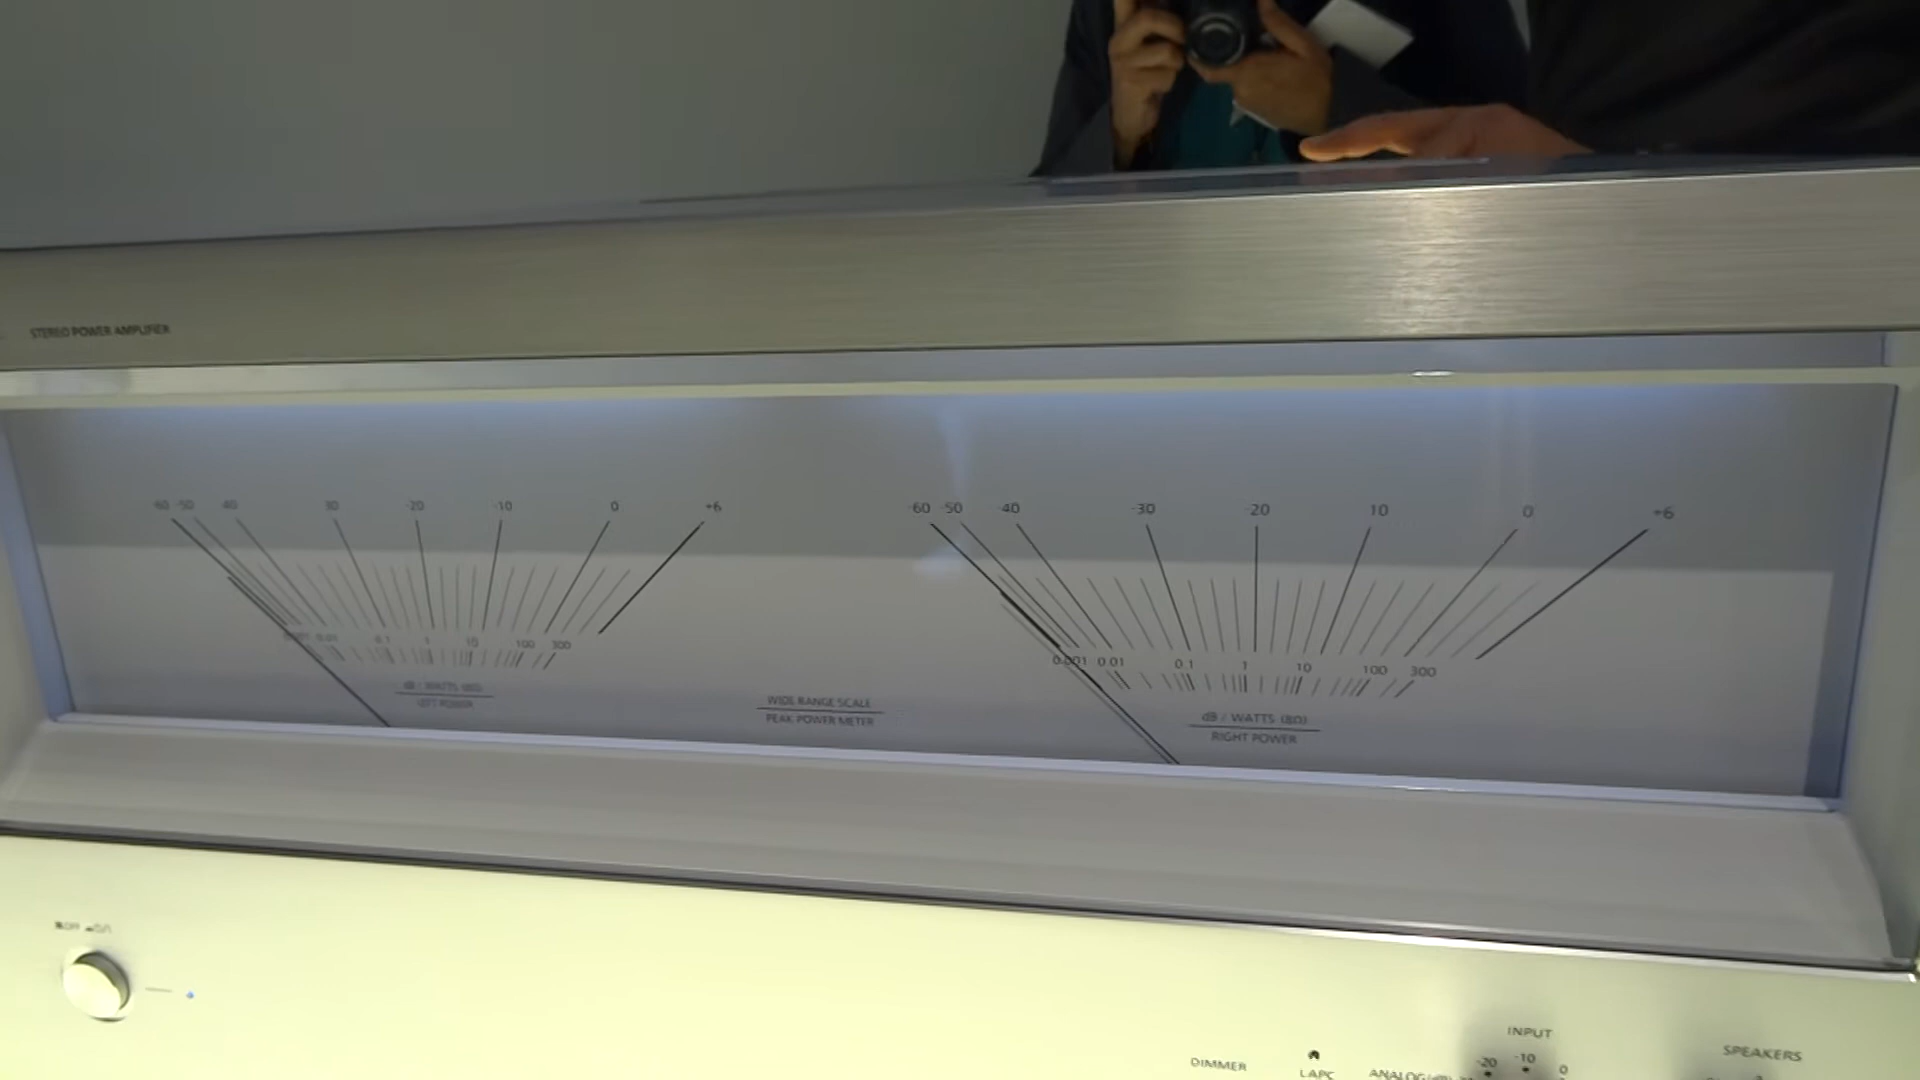 STEREO POWER AMPLIFIER
-60 -50 -40 -30 -20 -10 0 +6
0.001 0.01 0.1 1 10 100 300
dB / WATTS (8Ω)
LEFT POWER
WIDE RANGE SCALE
PEAK POWER METER
-60 -50 -40 -30 -20 -10 0 +6
0.001 0.01 0.1 1 10 100 300
dB / WATTS (8Ω)
RIGHT POWER
OFF
INPUT
-20 -10 0
SPEAKERS
DIMMER
LAPC